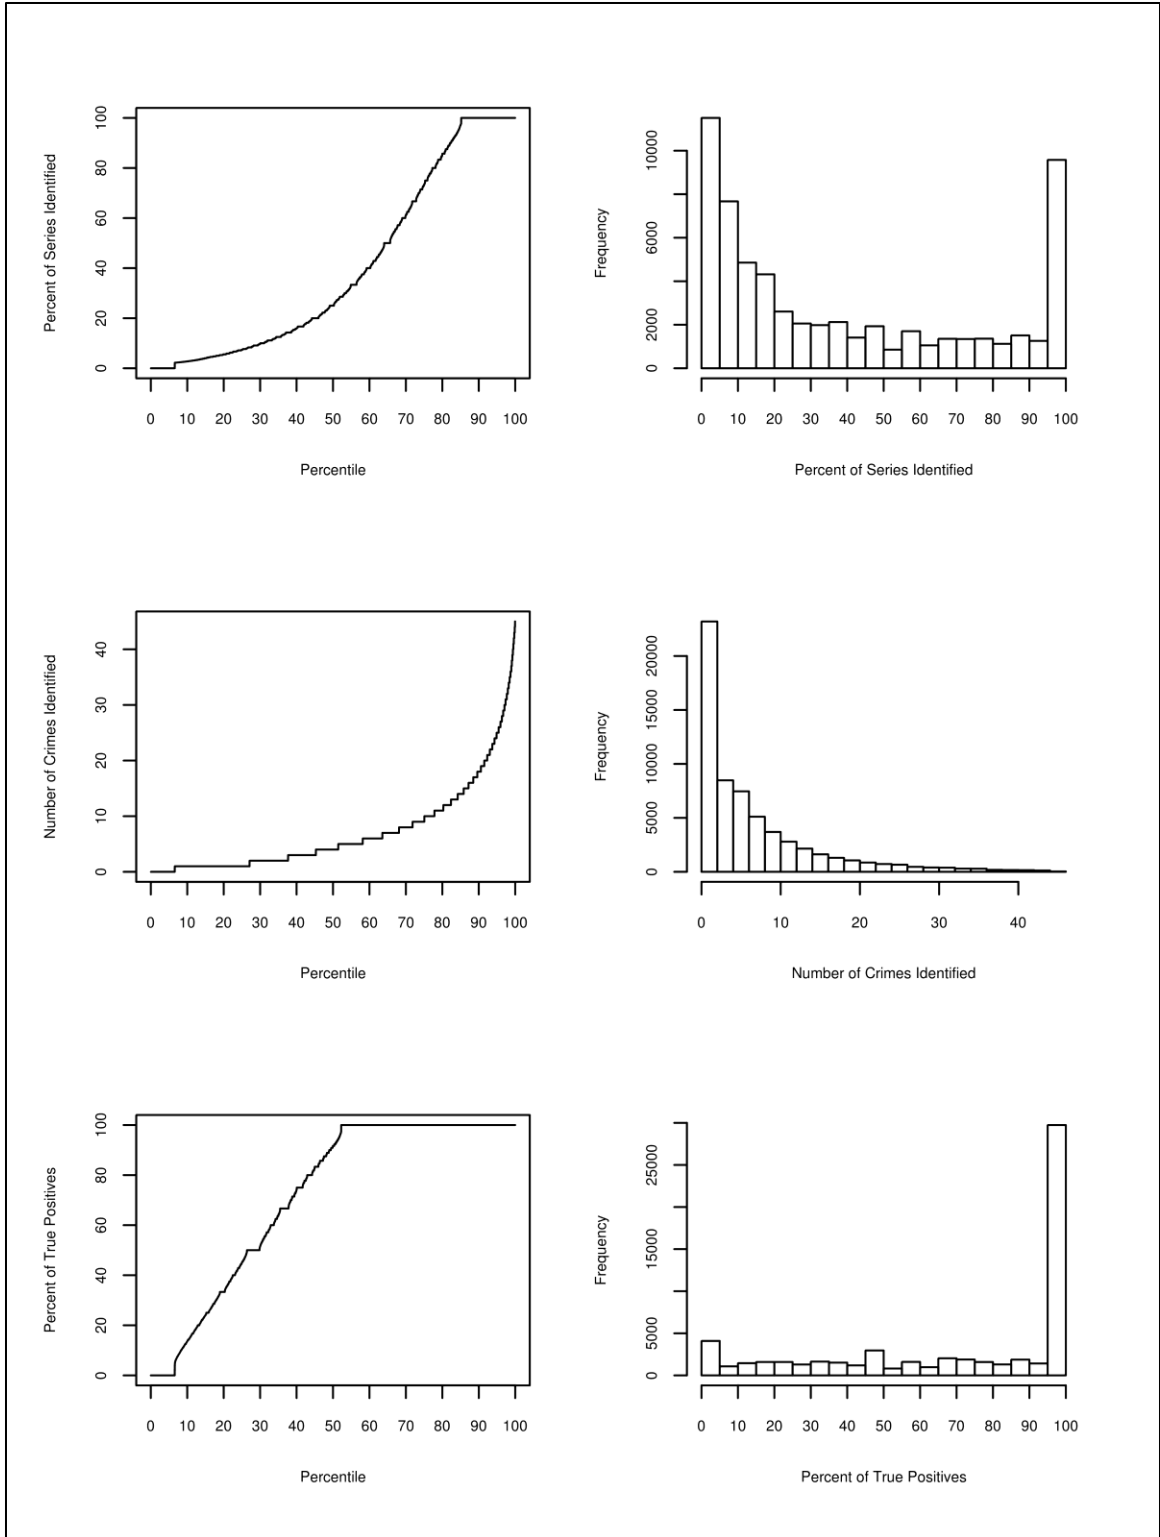 Percent of Series Identified
100
80
60
40
20
0
0 10 20 30 40 50 60 70 80 90 100
Percentile
Frequency
10000
6000
2000
0
0 10 20 30 40 50 60 70 80 90 100
Percent of Series Identified
Number of Crimes Identified
40
30
20
10
0
0 10 20 30 40 50 60 70 80 90 100
Percentile
Frequency
20000
15000
10000
5000
0
0 10 20 30 40
Number of Crimes Identified
Percent of True Positives
100
80
60
40
20
0
0 10 20 30 40 50 60 70 80 90 100
Percentile
Frequency
25000
15000
5000
0
0 10 20 30 40 50 60 70 80 90 100
Percent of True Positives